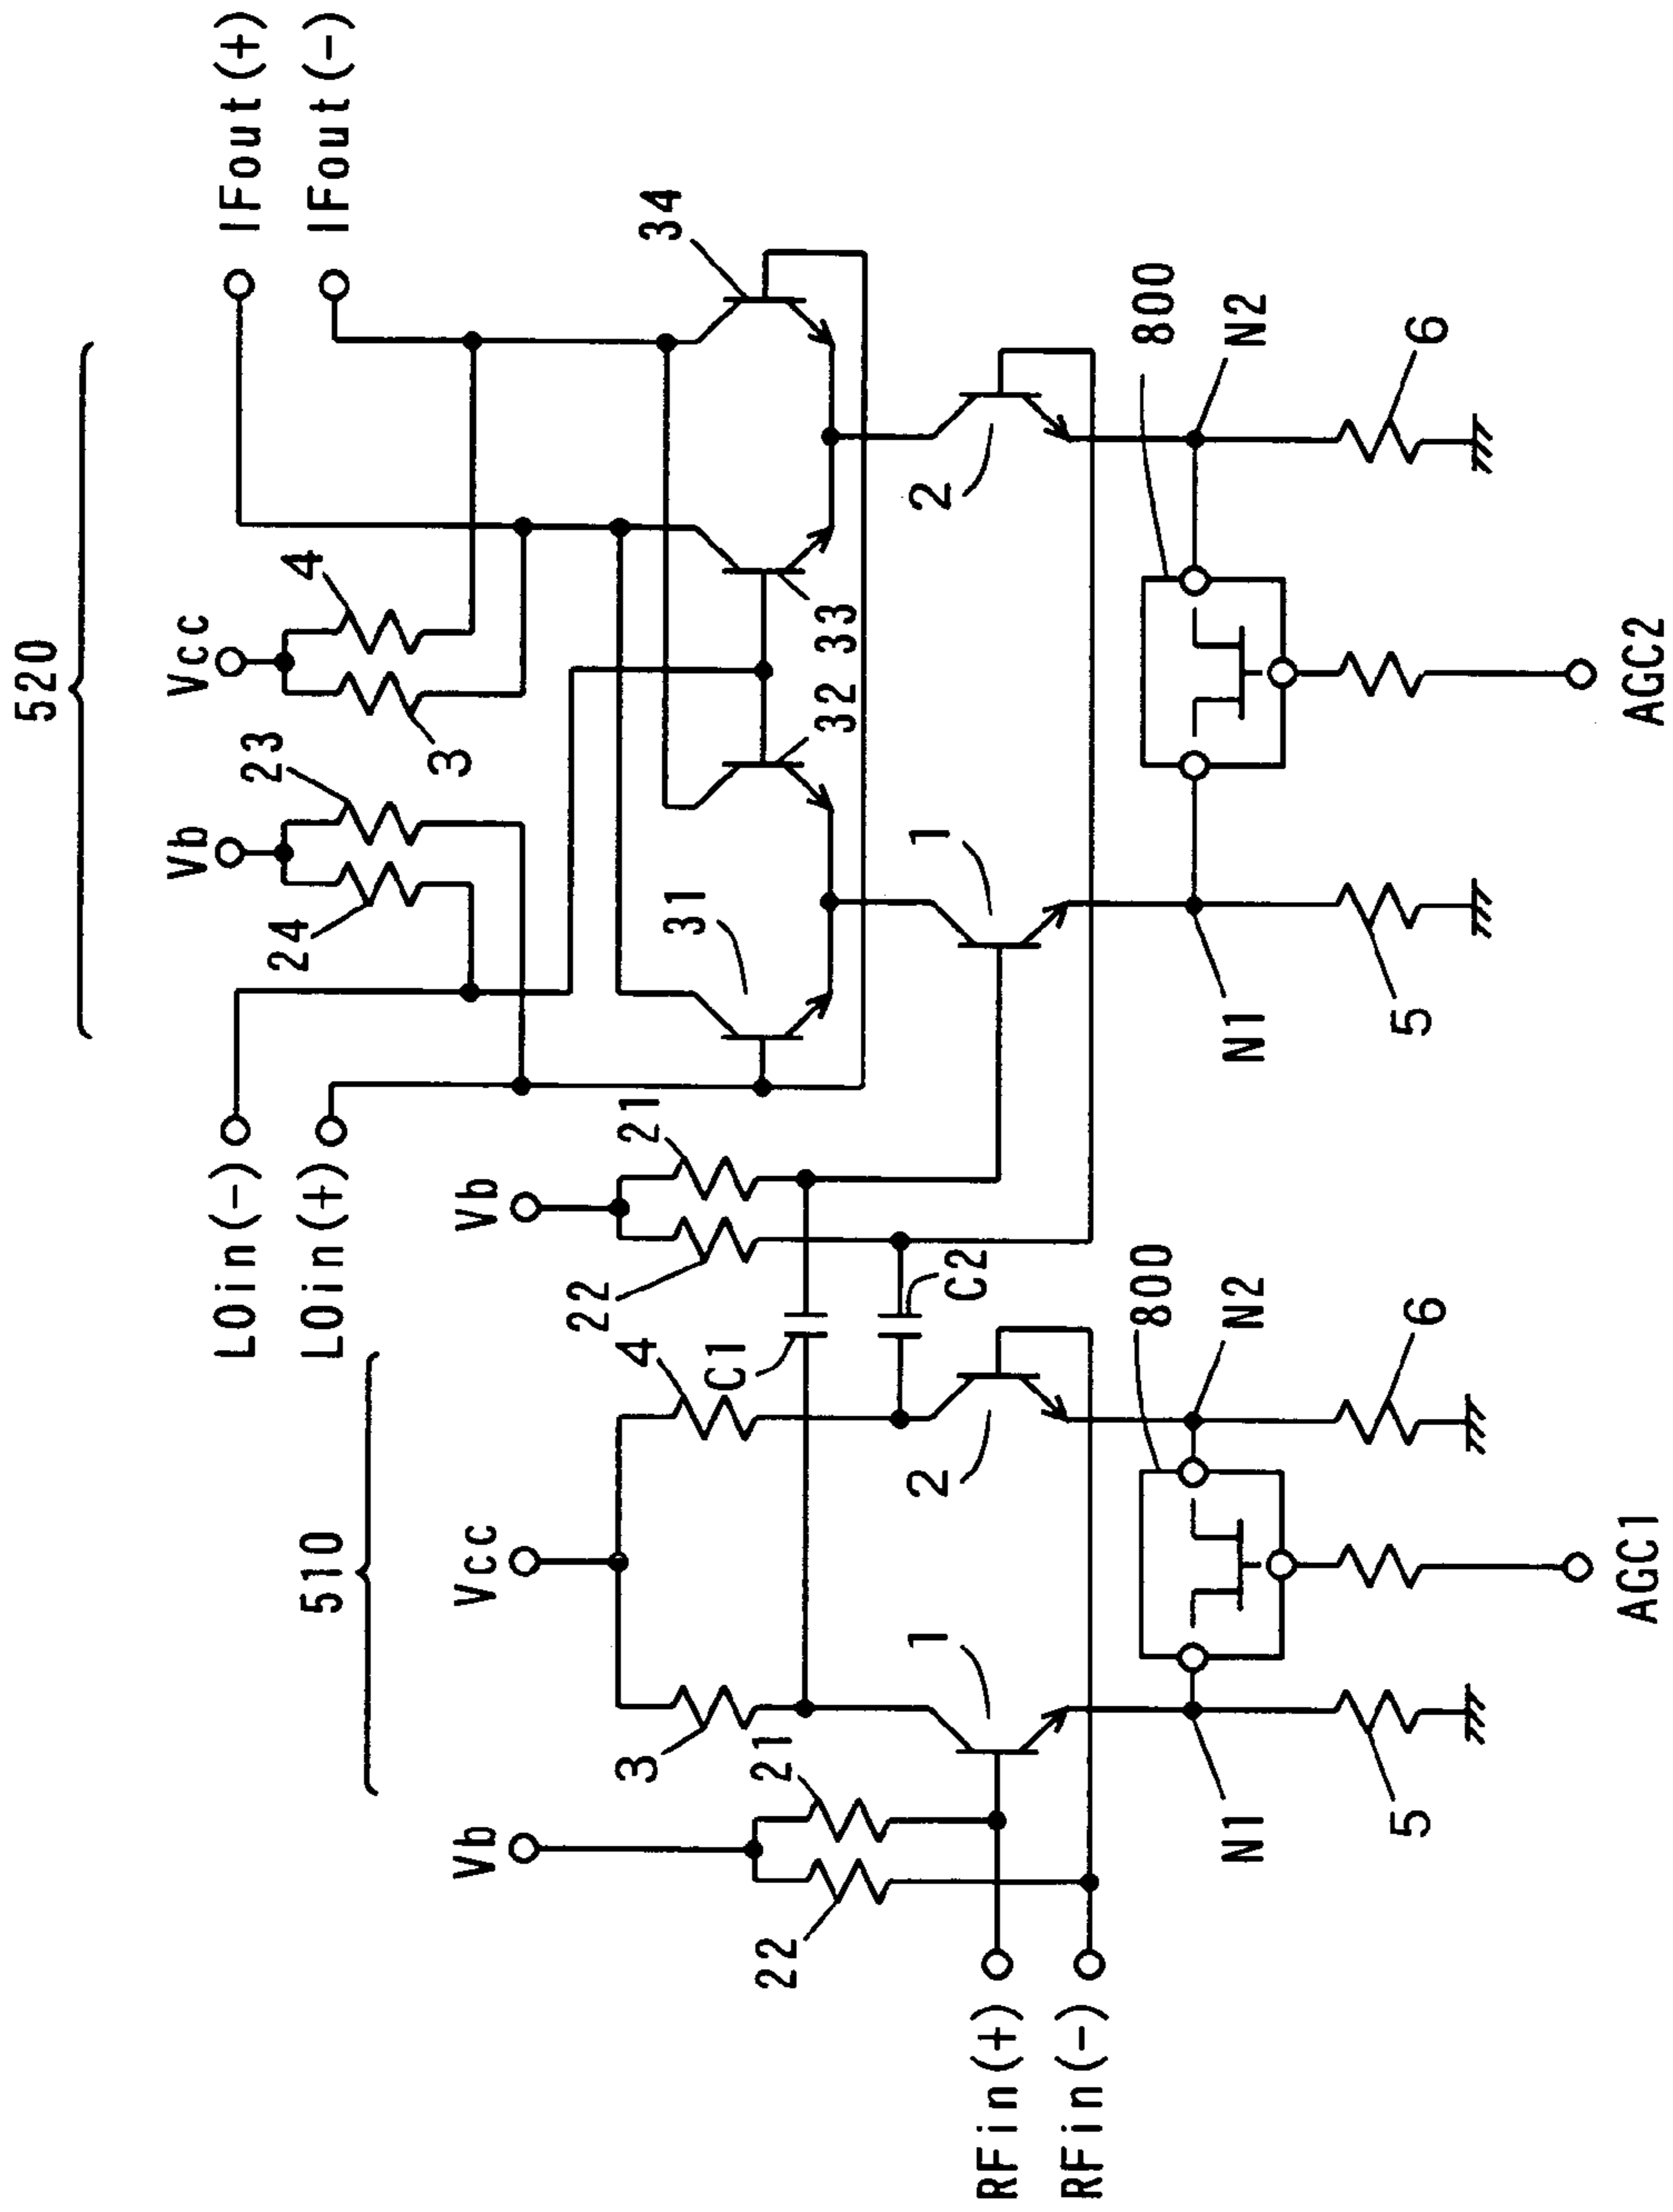 520
510
Vcc
Vb
24
23
3
4
IFout(+)
IFout(-)
LOin(-)
LOin(+)
31
32
33
34
Vb
22
21
Vcc
3
4
C1
C2
Vb
22
21
1
2
1
2
RFin(+)
RFin(-)
800
800
N1
N2
N1
N2
5
6
5
6
AGC1
AGC2